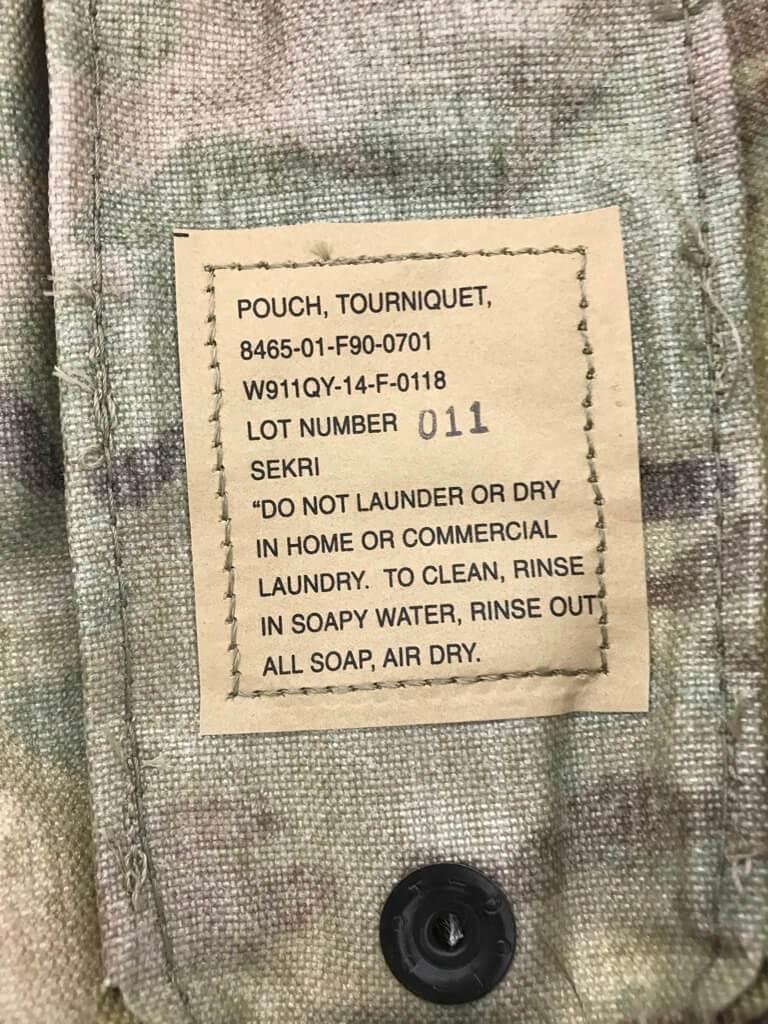 POUCH, TOURNIQUET,
8465-01-F90-0701
W911QY-14-F-0118
LOT NUMBER 011
SEKRI
“DO NOT LAUNDER OR DRY
IN HOME OR COMMERCIAL
LAUNDRY. TO CLEAN, RINSE
IN SOAPY WATER, RINSE OUT
ALL SOAP, AIR DRY.